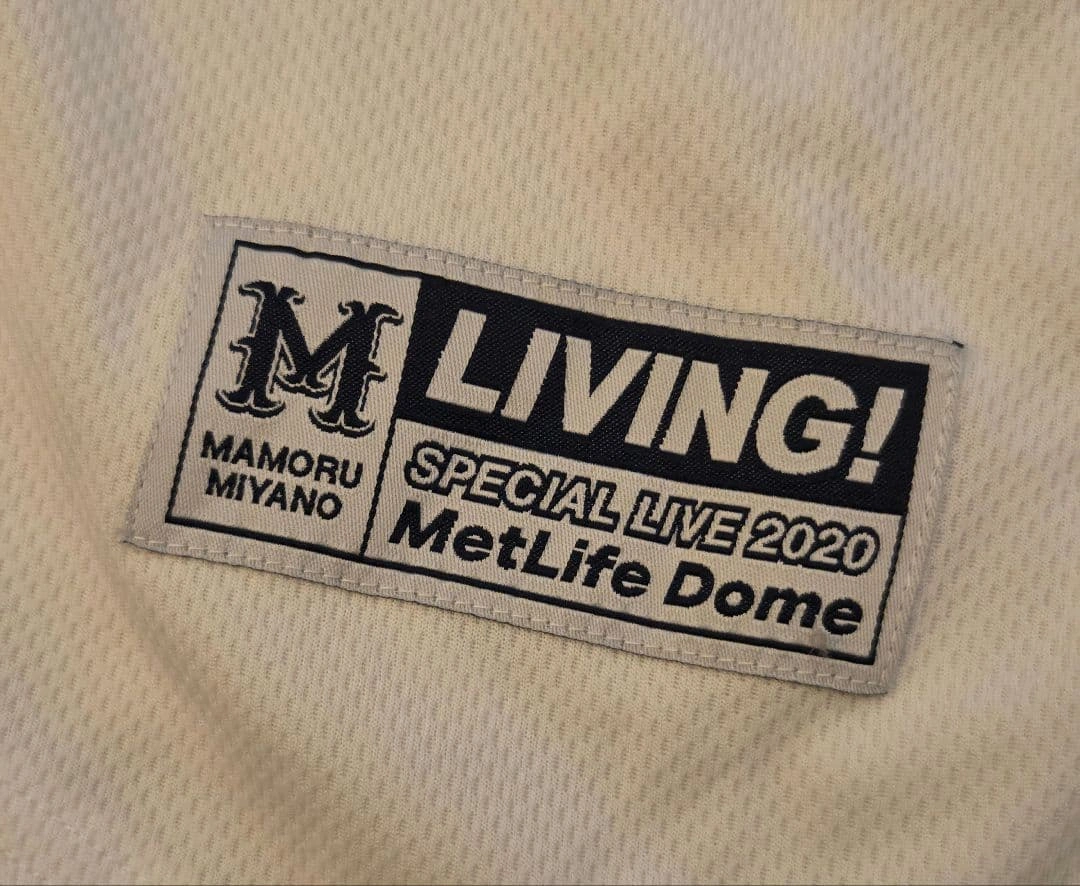 M
MAMORU
MIYANO
LIVING!
SPECIAL LIVE 2020
MetLife Dome